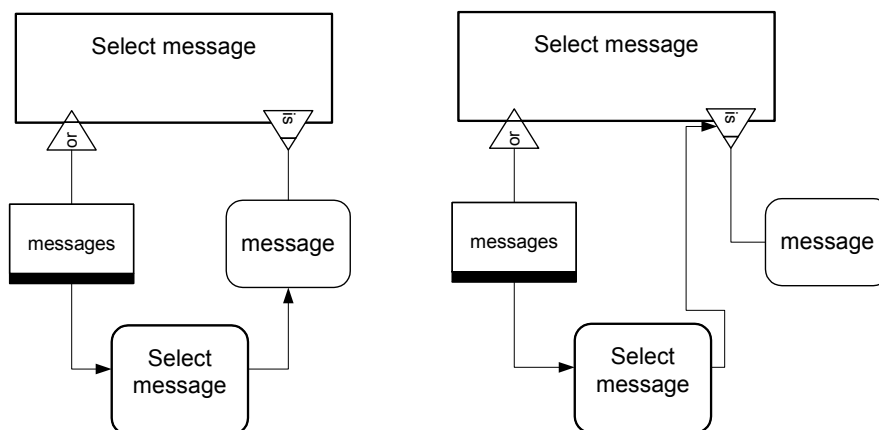 Select message
or
is
messages
message
Select
message
Select message
or
is
messages
message
Select
message